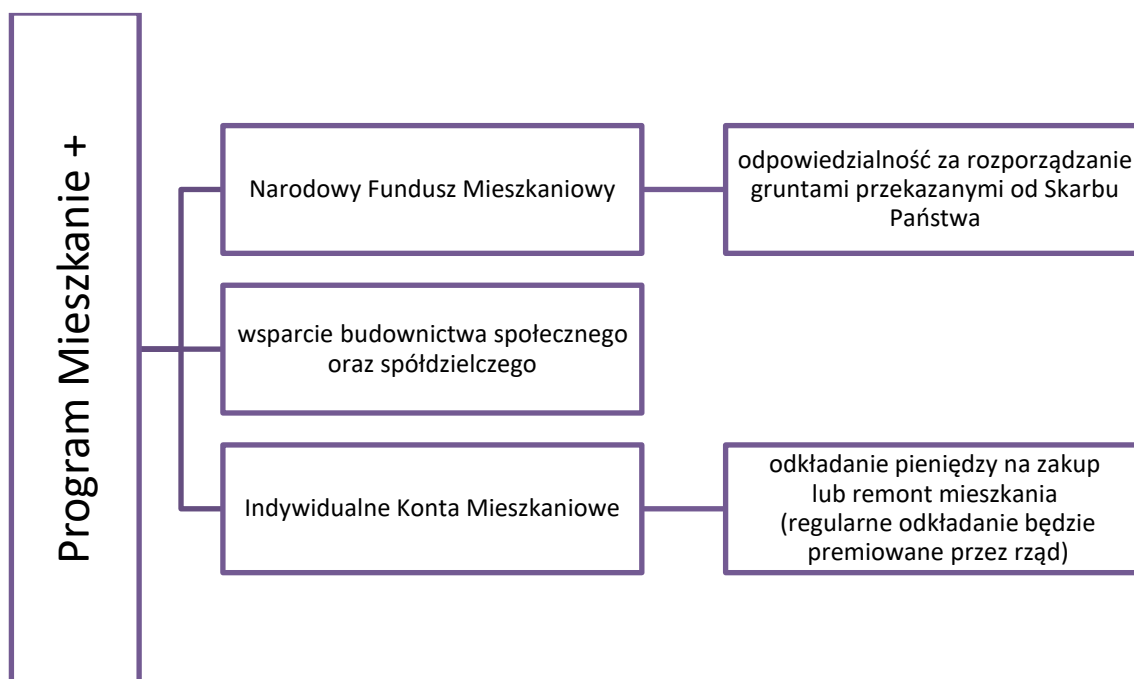 Program Mieszkanie +
Narodowy Fundusz Mieszkaniowy
odpowiedzialność za rozporządzanie
gruntami przekazanymi od Skarbu
Państwa
wsparcie budownictwa społecznego
oraz spółdzielczego
Indywidualne Konta Mieszkaniowe
odkładanie pieniędzy na zakup
lub remont mieszkania
(regularne odkładanie będzie
premiowane przez rząd)